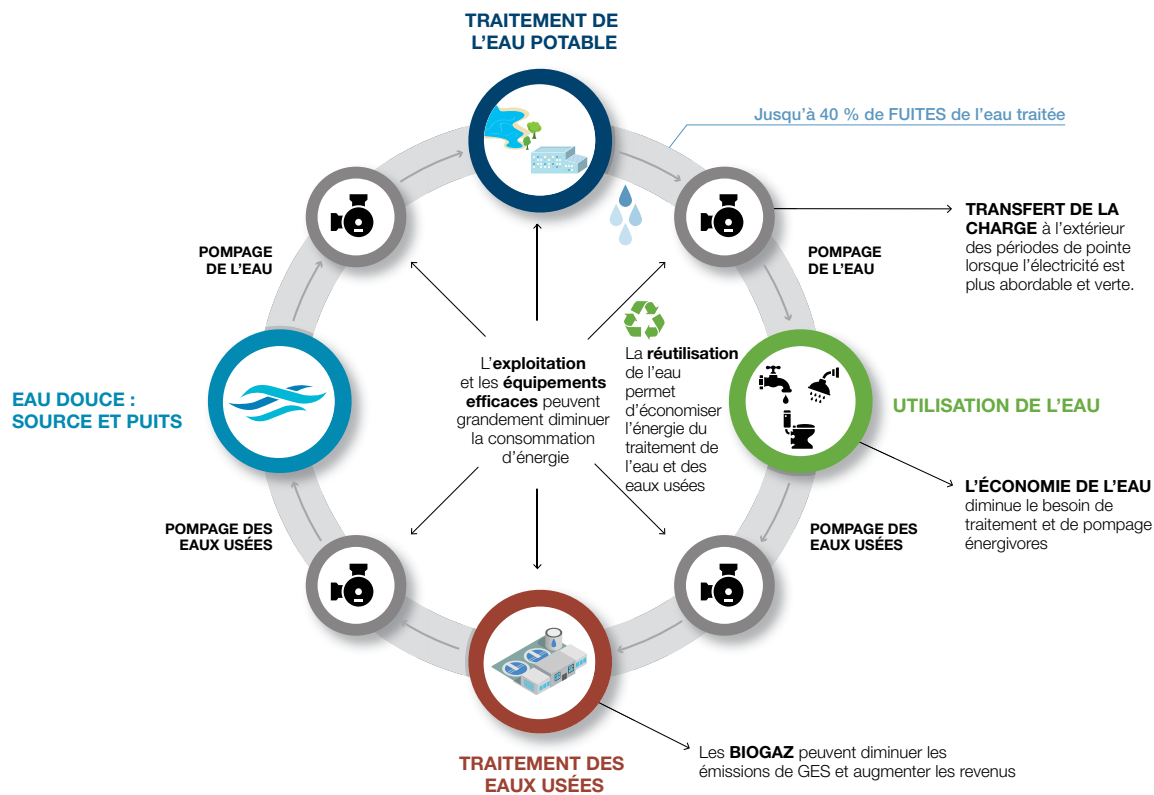 TRAITEMENT DE
L'EAU POTABLE
Jusqu'à 40 % de FUITES de l'eau traitée
POMPAGE
DE L'EAU
POMPAGE
DE L'EAU
TRANSFERT DE LA
CHARGE à l'extérieur
des périodes de pointe
lorsque l'électricité est
plus abordable et verte.
EAU DOUCE :
SOURCE ET PUITS
L'exploitation
et les équipements
efficaces peuvent
grandement diminuer
la consommation
d'énergie
La réutilisation
de l'eau
permet
d'économiser
l'énergie du
traitement de
l'eau et des
eaux usées
UTILISATION DE L'EAU
L'ÉCONOMIE DE L'EAU
diminue le besoin de
traitement et de pompage
énergivores
POMPAGE DES
EAUX USÉES
POMPAGE DES
EAUX USÉES
TRAITEMENT DES
EAUX USÉES
Les BIOGAZ peuvent diminuer les
émissions de GES et augmenter les revenus